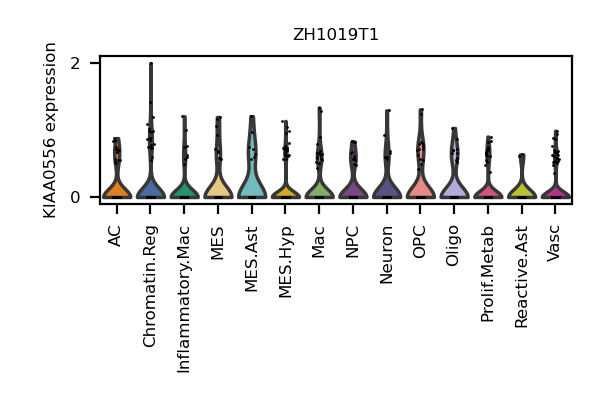 ZH1019T1
KIAA0556 expression
2
0
AC
Chromatin.Reg
Inflammatory.Mac
MES
MES.Ast
MES.Hyp
Mac
NPC
Neuron
OPC
Oligo
Prolif.Metab
Reactive.Ast
Vasc